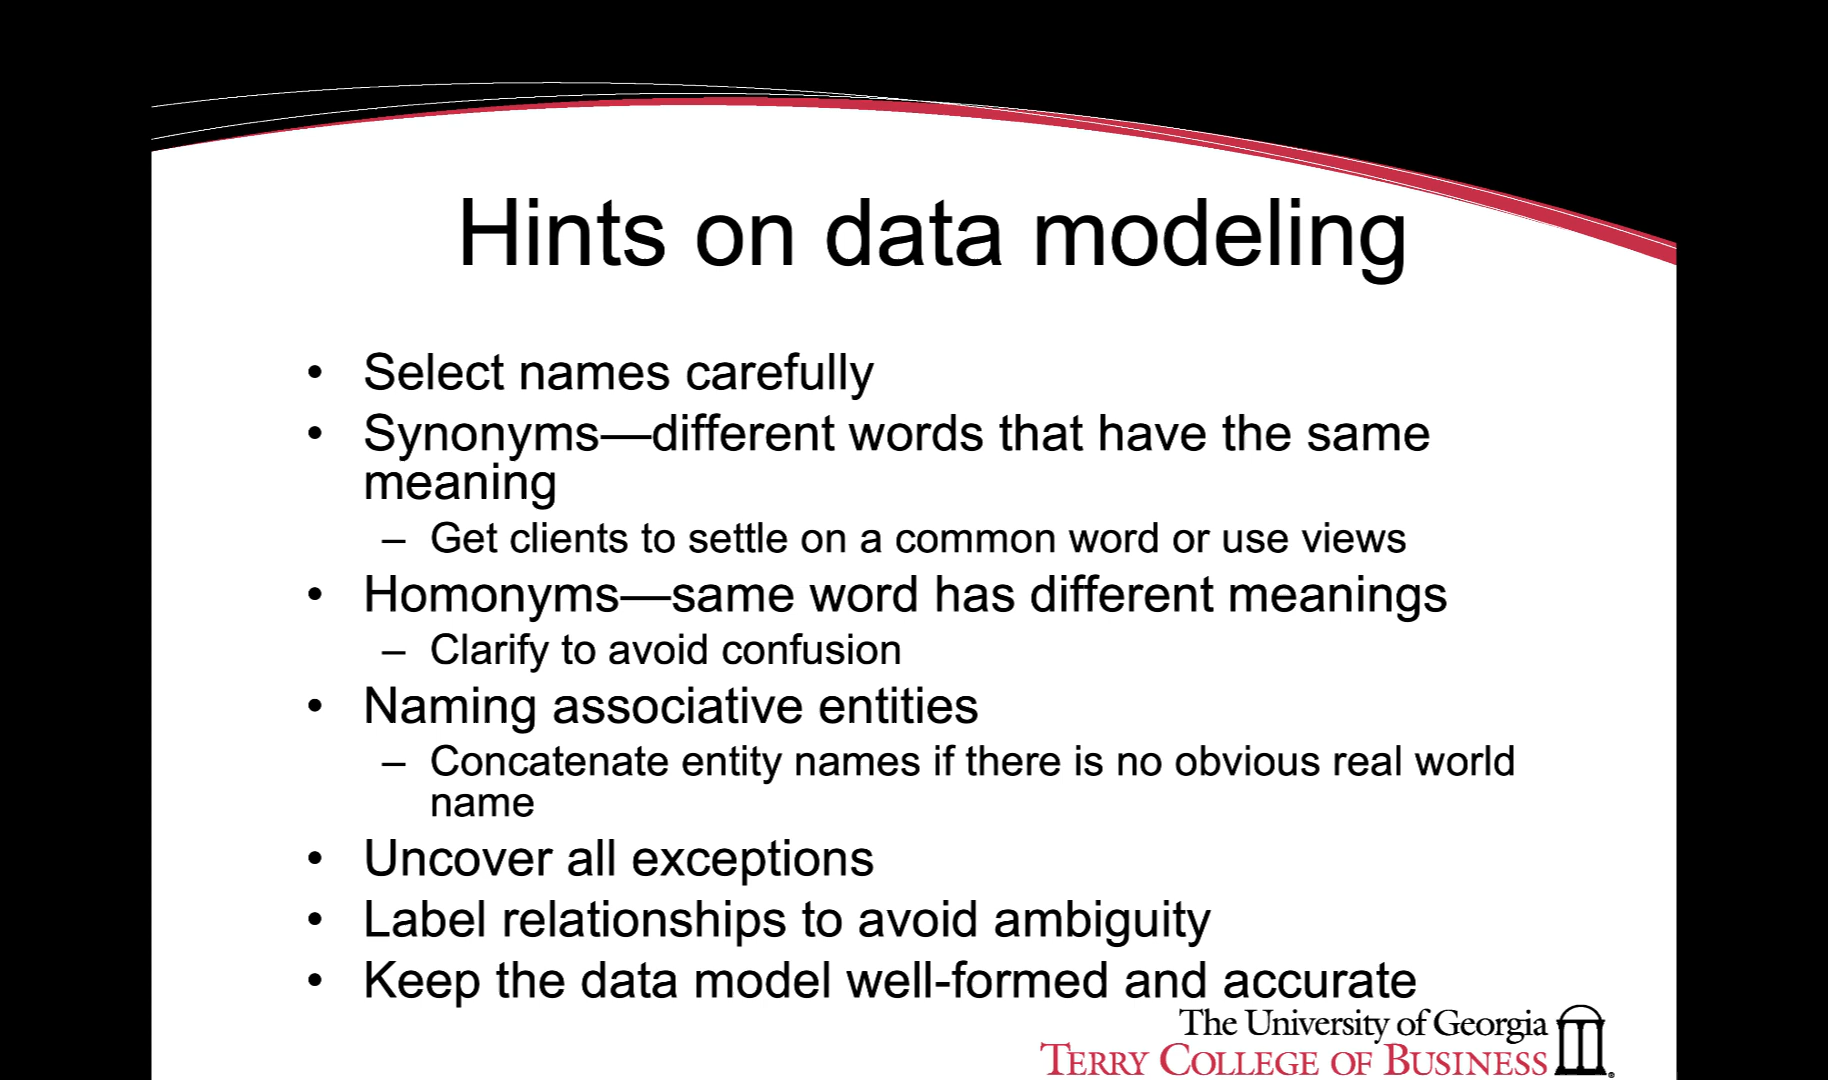 Hints on data modeling
• Select names carefully
• Synonyms—different words that have the same
meaning
– Get clients to settle on a common word or use views
• Homonyms—same word has different meanings
– Clarify to avoid confusion
• Naming associative entities
– Concatenate entity names if there is no obvious real world
name
• Uncover all exceptions
• Label relationships to avoid ambiguity
• Keep the data model well-formed and accurate
The University of Georgia
TERRY COLLEGE OF BUSINESS